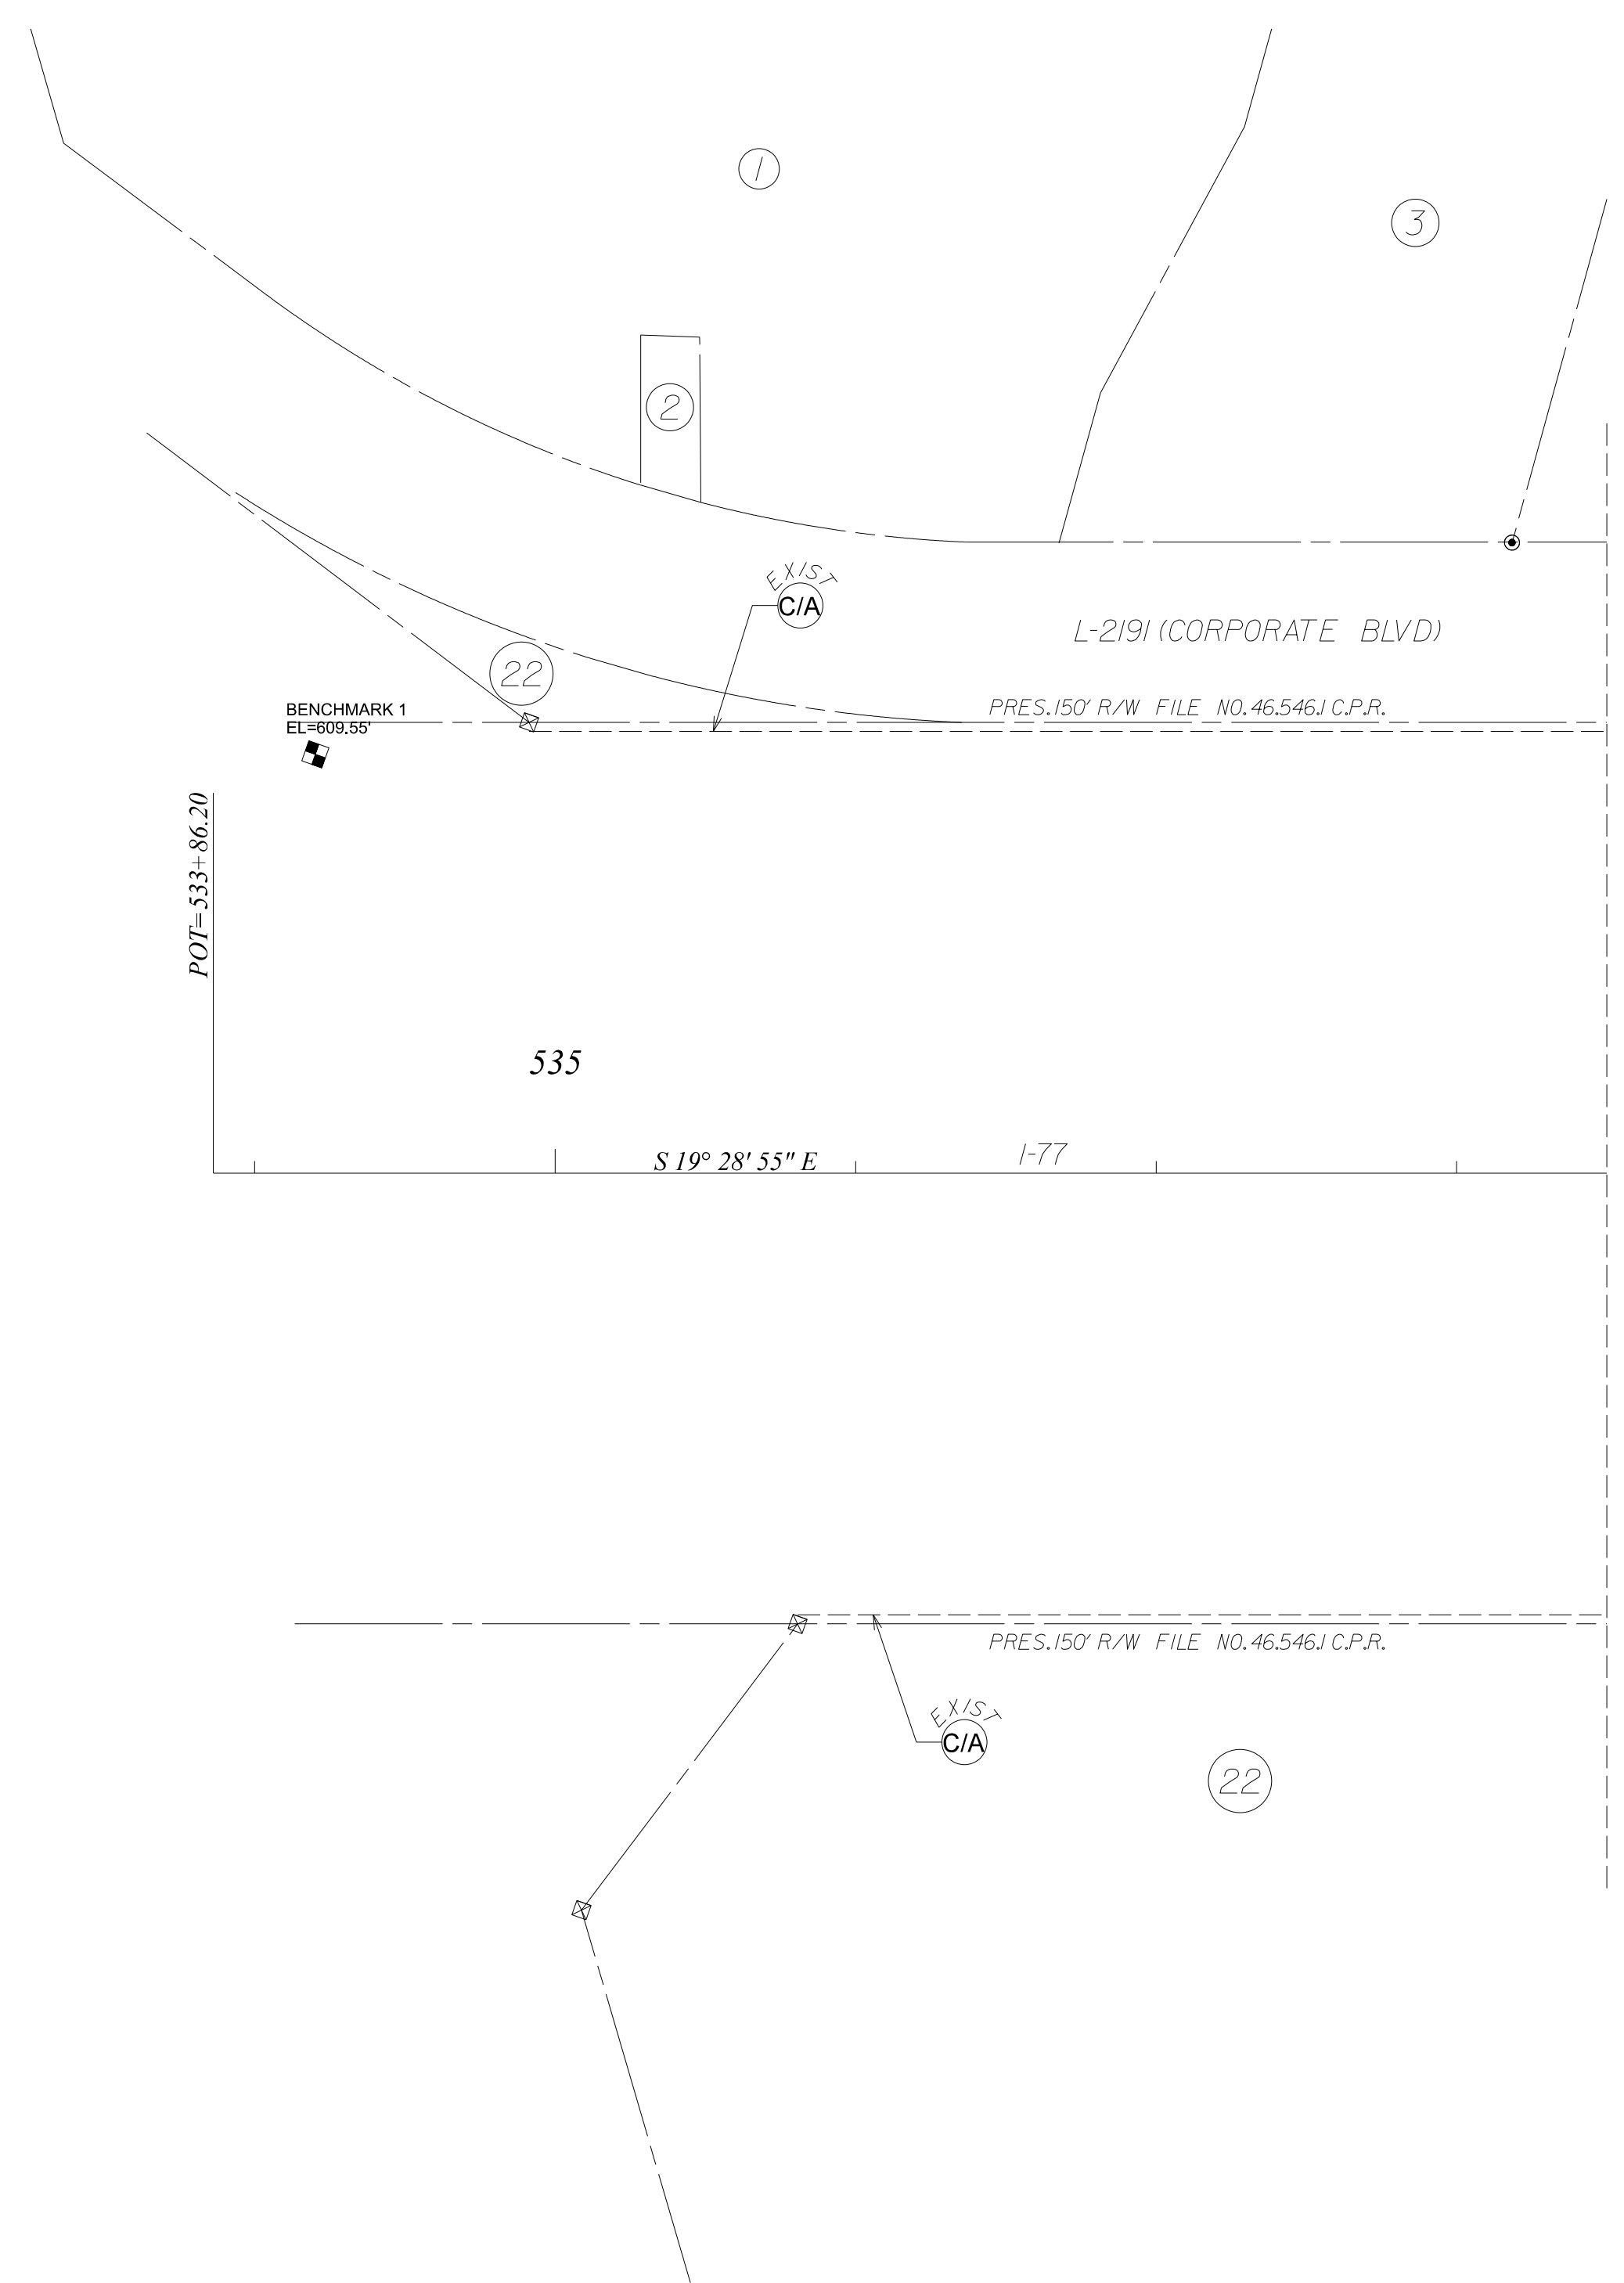 1
3
2
EXIST
C/A
L-2191 (CORPORATE BLVD)
22
PRES. 150' R/W FILE NO. 46.546.1 C.P.R.
BENCHMARK 1
EL=609.55'
POT=533+86.20
535
S 19° 28' 55" E
I-77
PRES. 150' R/W FILE NO. 46.546.1 C.P.R.
EXIST
C/A
22